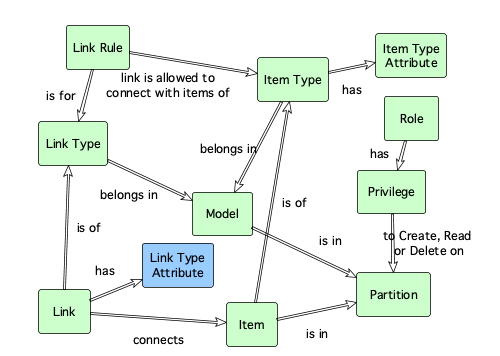 Link Rule
Item Type
Attribute
link is allowed to
connect with items of
Item Type
has
is for
Role
Link Type
belongs in
has
Privilege
belongs in
Model
is of
is of
to Create, Read
or Delete on
is in
Link Type
Attribute
has
Partition
Link
Item
is in
connects